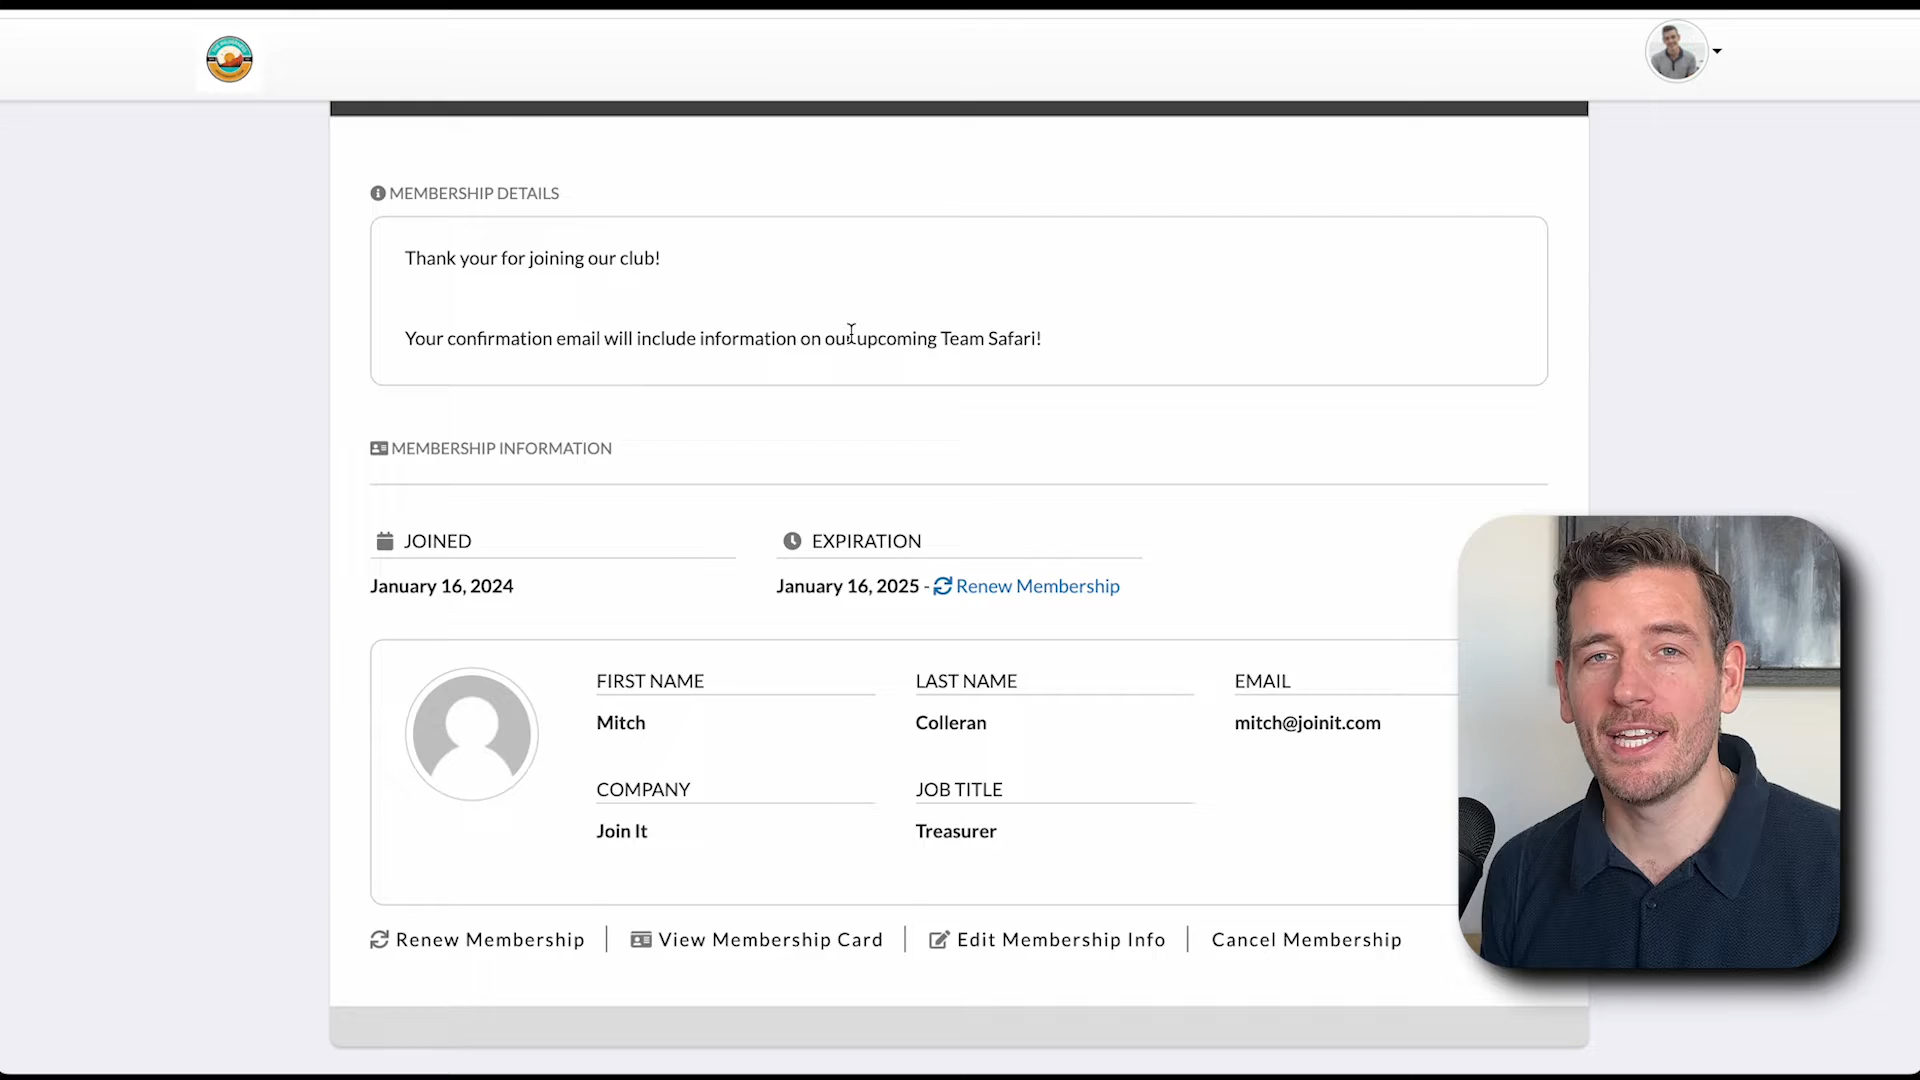 MEMBERSHIP DETAILS
Thank your for joining our club!
Your confirmation email will include information on our upcoming Team Safari!
MEMBERSHIP INFORMATION
JOINED
EXPIRATION
January 16, 2024
January 16, 2025 - Renew Membership
FIRST NAME
LAST NAME
EMAIL
Mitch
Colleran
mitch@joinit.com
COMPANY
JOB TITLE
Join It
Treasurer
Renew Membership
View Membership Card
Edit Membership Info
Cancel Membership